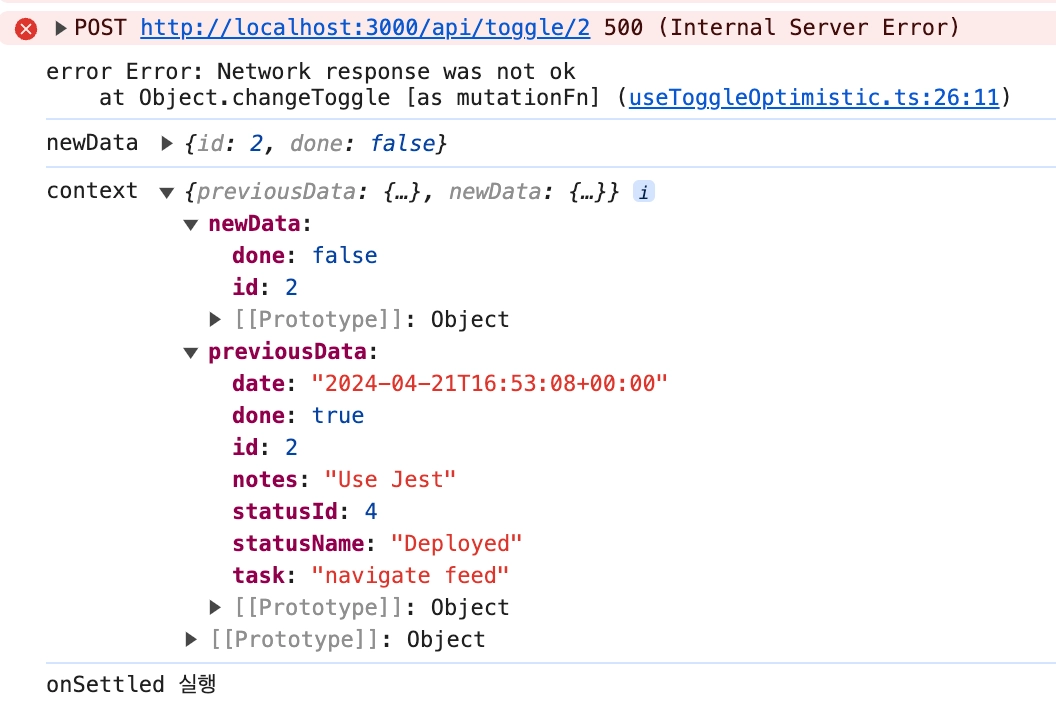 POST http://localhost:3000/api/toggle/2 500 (Internal Server Error)
error Error: Network response was not ok
at Object.changeToggle [as mutationFn] (useToggleOptimistic.ts:26:11)
newData ▶ {id: 2, done: false}
context ▼ {previousData: {…}, newData: {…}} i
▼ newData:
done: false
id: 2
▶ [[Prototype]]: Object
▼ previousData:
date: "2024-04-21T16:53:08+00:00"
done: true
id: 2
notes: "Use Jest"
statusId: 4
statusName: "Deployed"
task: "navigate feed"
▶ [[Prototype]]: Object
▶ [[Prototype]]: Object
onSettled 실행